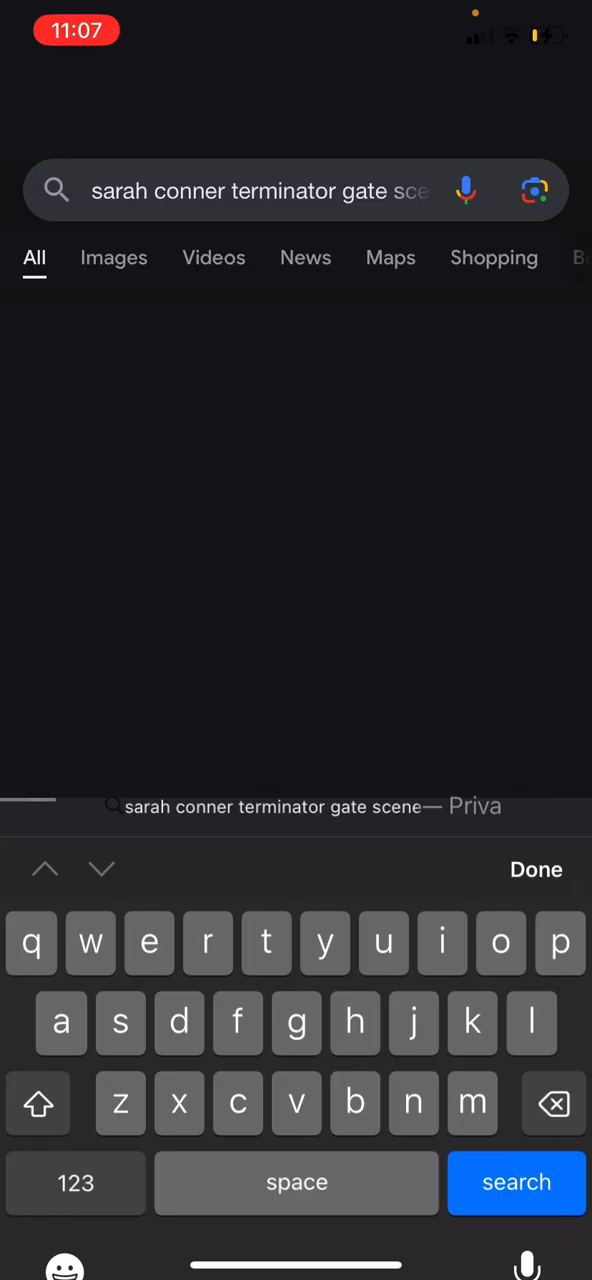 11:07
sarah conner terminator gate sce
All Images Videos News Maps Shopping
sarah conner terminator gate scene — Priva
Done
q w e r t y u i o p
a s d f g h j k l
z x c v b n m
123 space search